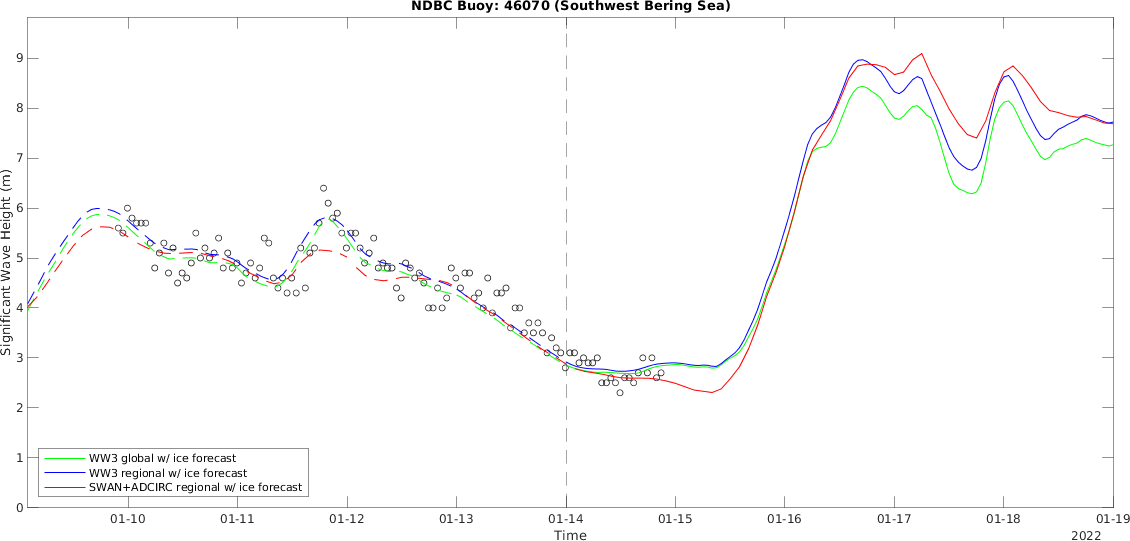 NDBC Buoy: 46070 (Southwest Bering Sea)
Significant Wave Height (m)
9
8
7
6
5
4
3
2
1
0
WW3 global w/ ice forecast
WW3 regional w/ ice forecast
SWAN+ADCIRC regional w/ ice forecast
01-10 01-11 01-12 01-13 01-14 01-15 01-16 01-17 01-18 01-19
Time 2022